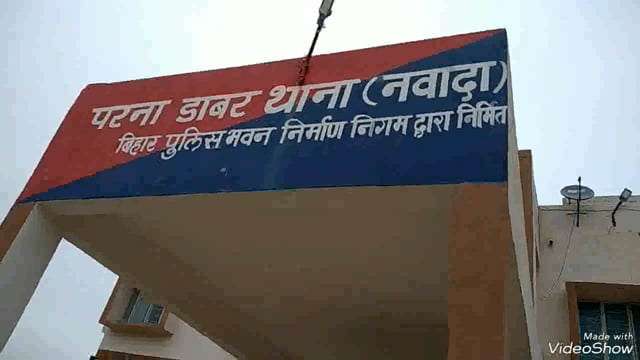 परना डाबर थाना (नवादा)
बिहार पुलिस भवन निर्माण निगम द्वारा निर्मित
Made with
VideoShow